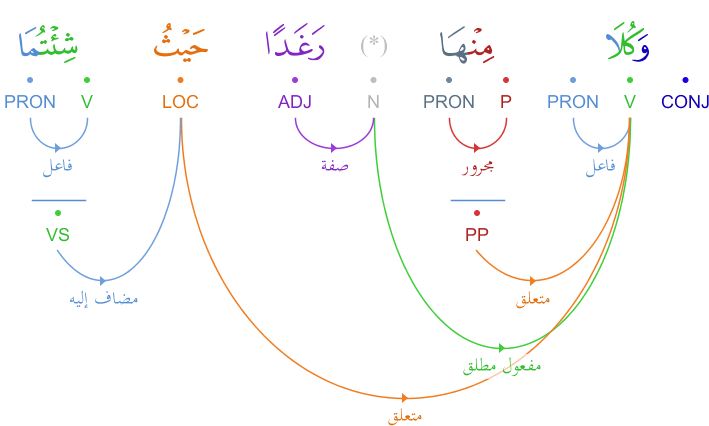 وَكُلَا مِنْهَا (*) رَغَدًا حَيْثُ شِئْتُمَا
CONJ V PRON P PRON N ADJ LOC V PRON
فاعل مجرور صفة فاعل
PP VS
متعلق مضاف إليه
مفعول مطلق
متعلق